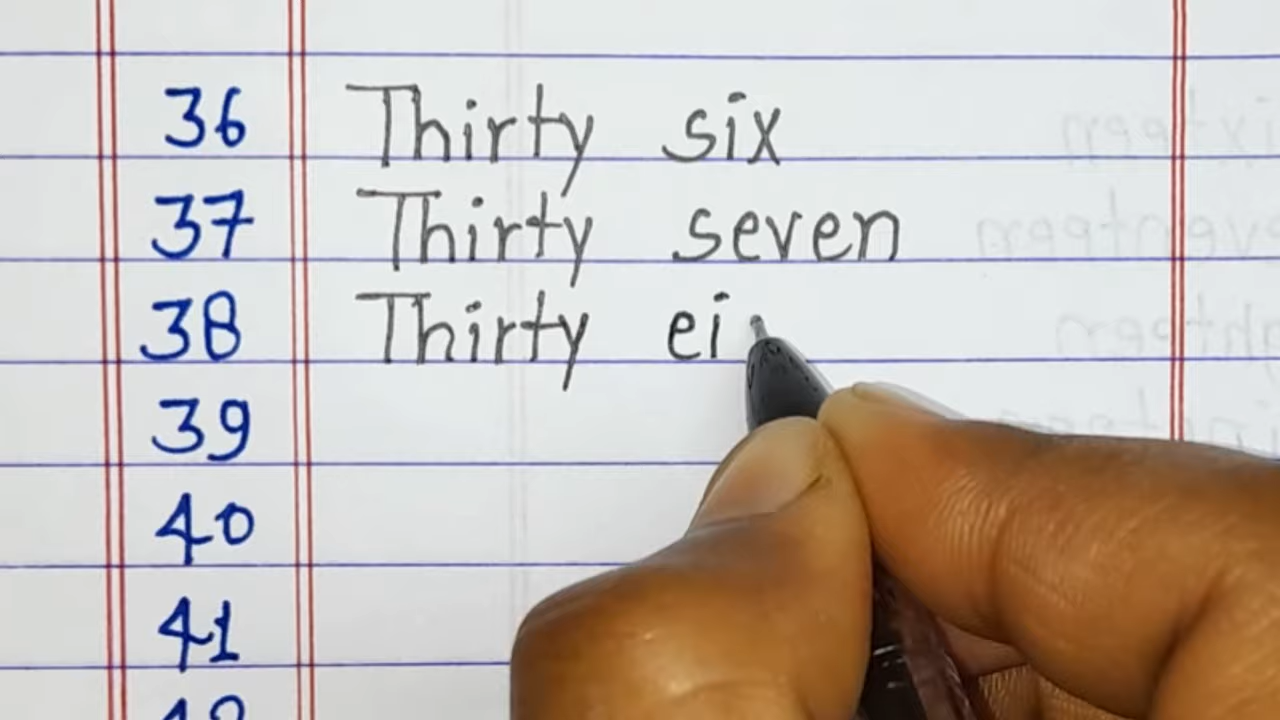 36 Thirty six
37 Thirty seven
38 Thirty ei
39
40
41